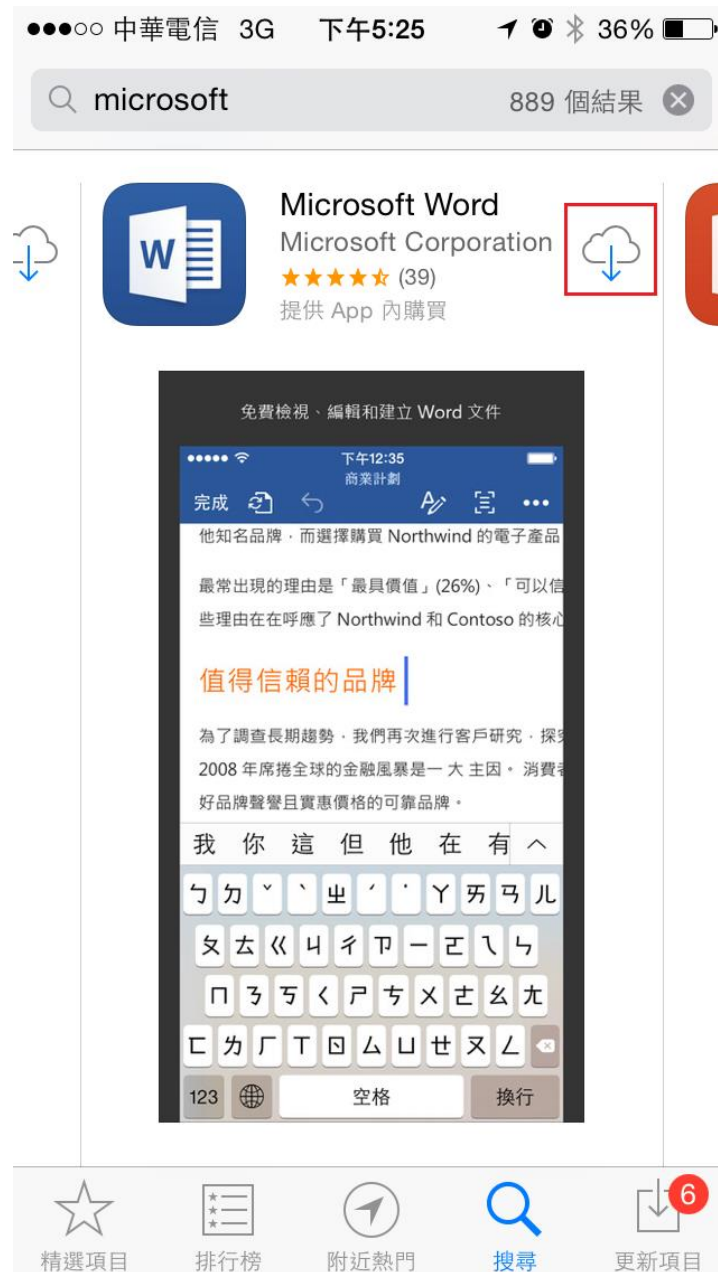 中華電信 3G 下午5:25 36%
microsoft 889 個結果
Microsoft Word
Microsoft Corporation
(39)
提供 App 內購買
W
免費檢視、編輯和建立 Word 文件
下午12:35
商業計劃
完成
他知名品牌,而選擇購買 Northwind 的電子產品
最常出現的理由是「最具價值」(26%)、「可以信
些理由在在呼應了 Northwind 和 Contoso 的核心
值得信賴的品牌
為了調查長期趨勢,我們再次進行客戶研究,探究
2008 年席捲全球的金融風暴是一 大 主因。 消費者
好品牌聲譽且實惠價格的可靠品牌。
我 你 這 但 他 在 有
ㄅ ㄉ ˇ ˋ ㄓ ˊ ˙ ㄚ ㄞ ㄢ ㄦ
ㄆ ㄊ ㄍ ㄐ ㄔ ㄗ ㄧ ㄛ ㄟ ㄣ
ㄇ ㄋ ㄎ ㄑ ㄕ ㄘ ㄨ ㄜ ㄠ ㄤ
ㄈ ㄌ ㄏ ㄒ ㄖ ㄙ ㄩ ㄝ ㄡ ㄥ
123 空格 換行
6
精選項目 排行榜 附近熱門 搜尋 更新項目